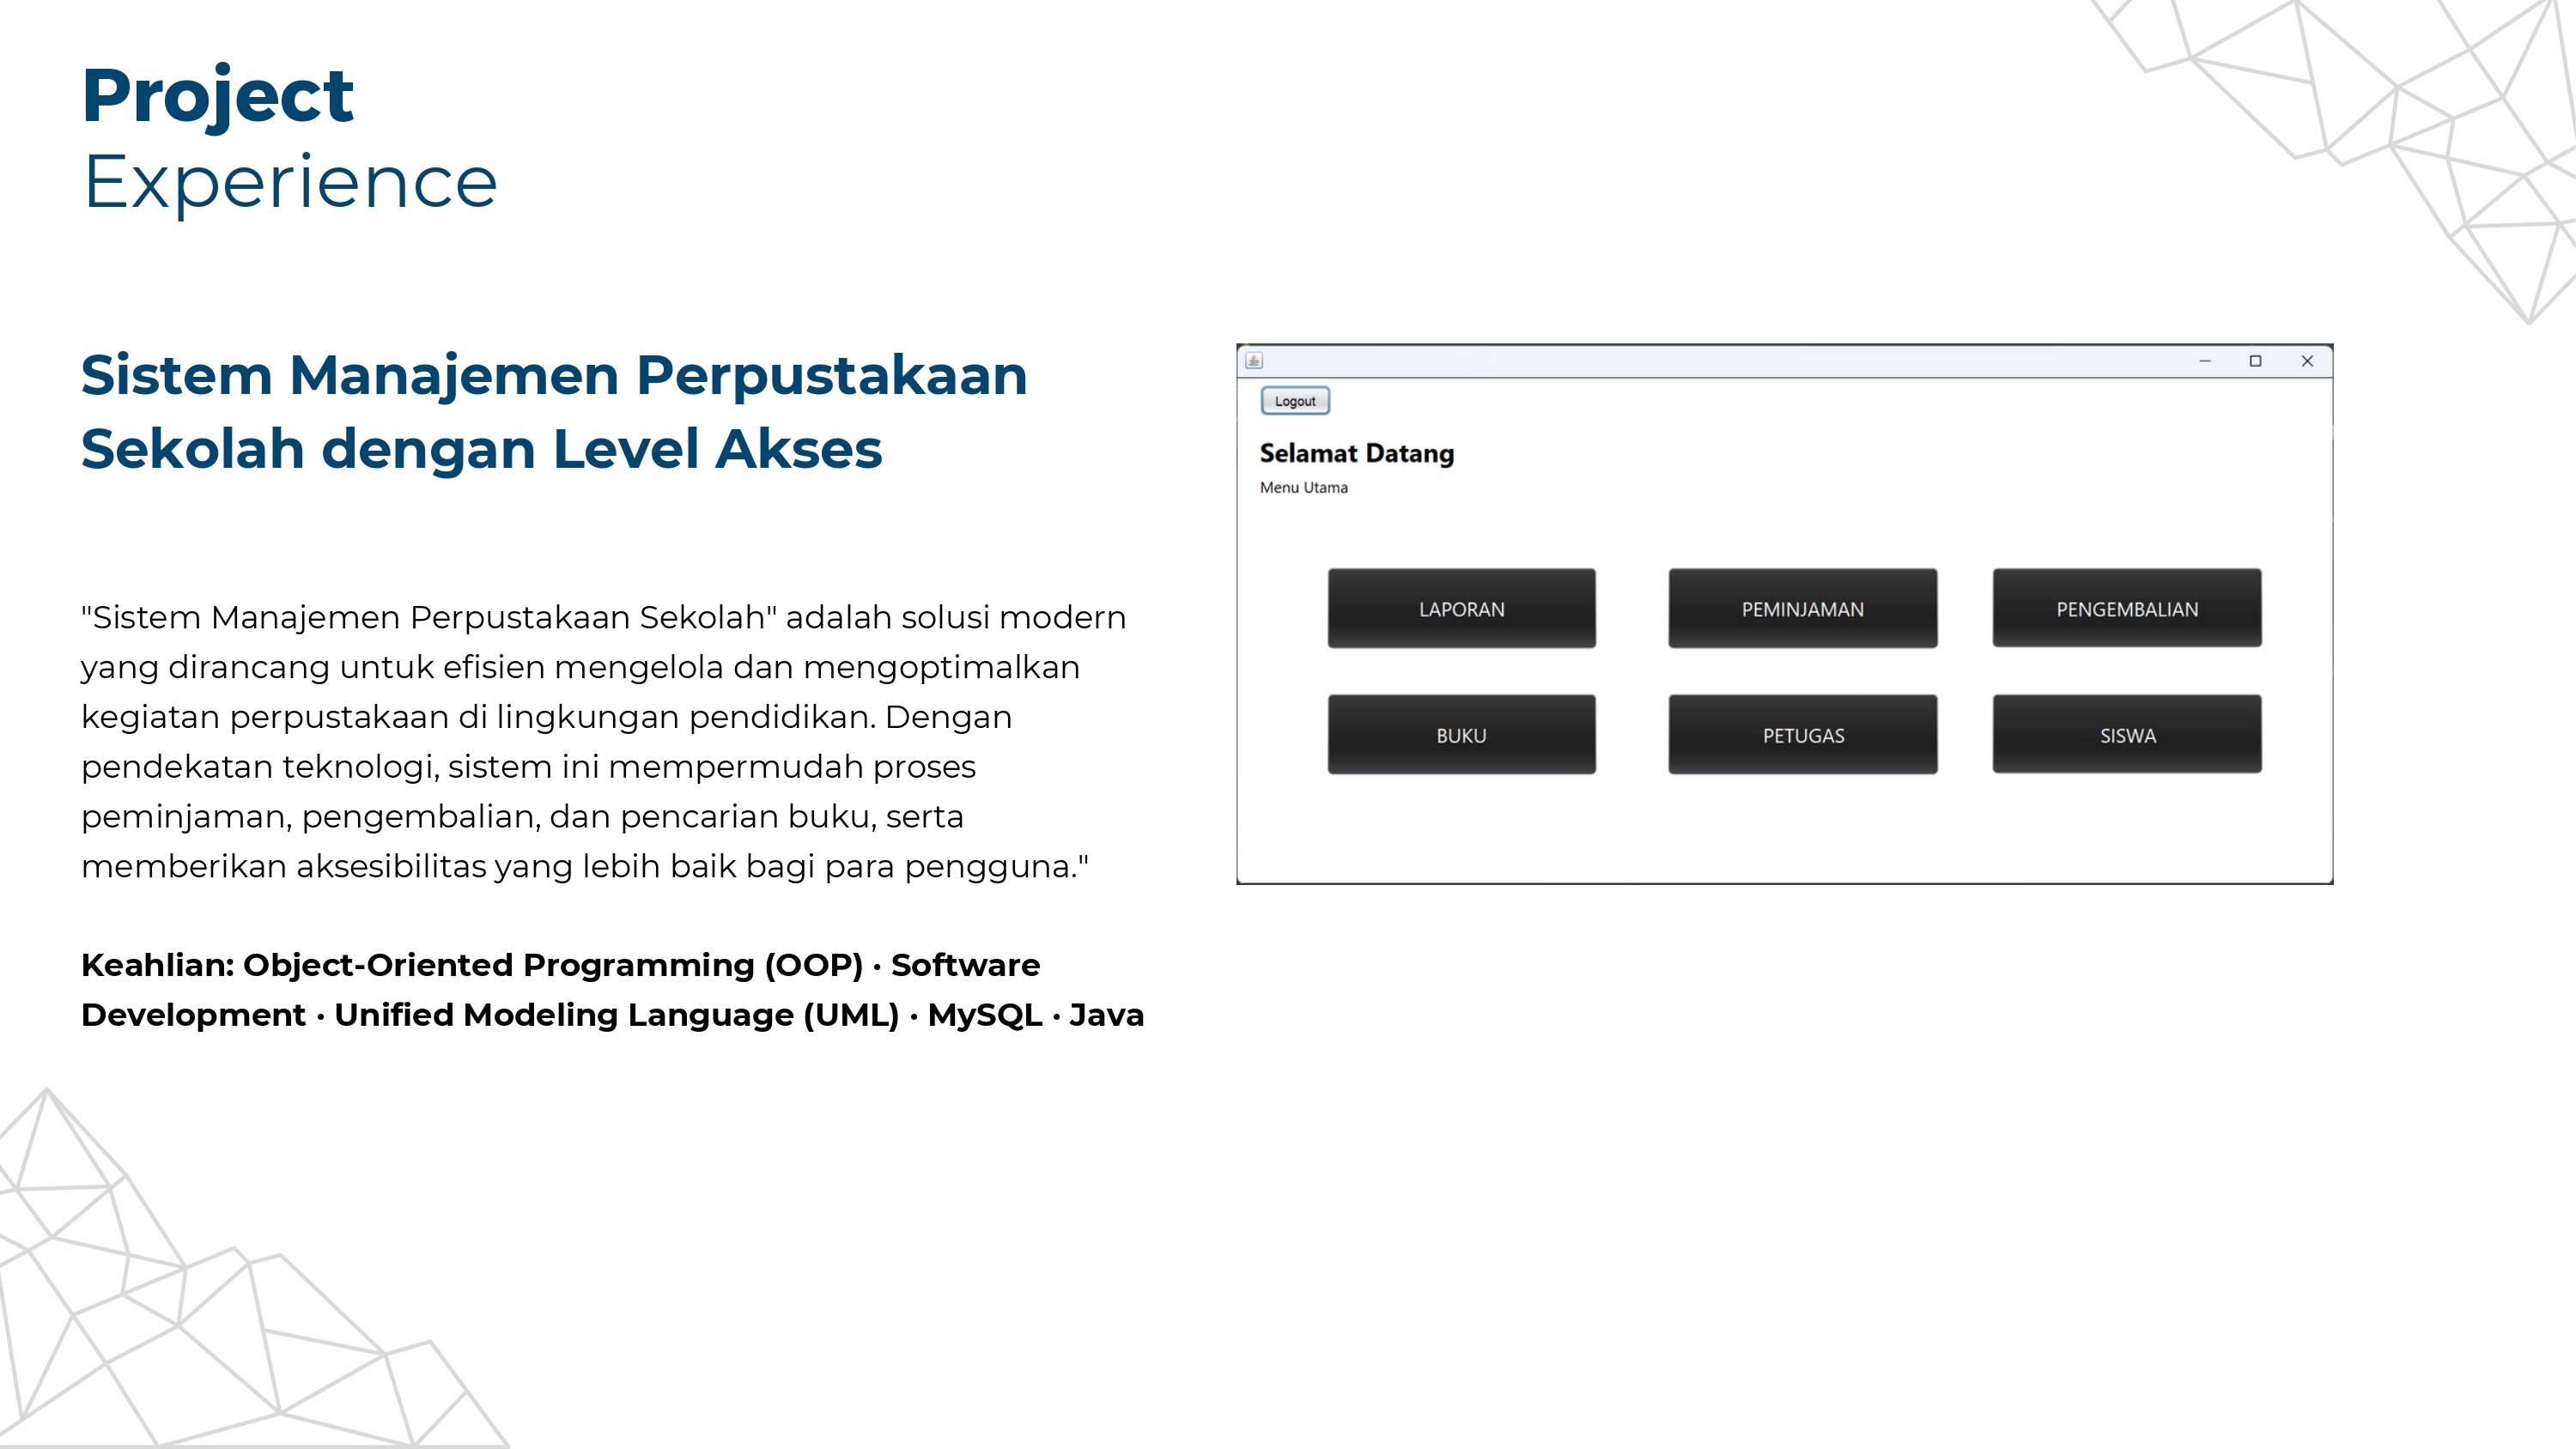 Project
Experience
Sistem Manajemen Perpustakaan
Sekolah dengan Level Akses
"Sistem Manajemen Perpustakaan Sekolah" adalah solusi modern
yang dirancang untuk efisien mengelola dan mengoptimalkan
kegiatan perpustakaan di lingkungan pendidikan. Dengan
pendekatan teknologi, sistem ini mempermudah proses
peminjaman, pengembalian, dan pencarian buku, serta
memberikan aksesibilitas yang lebih baik bagi para pengguna."
Keahlian: Object-Oriented Programming (OOP) · Software
Development · Unified Modeling Language (UML) · MySQL · Java
Logout
Selamat Datang
Menu Utama
LAPORAN PEMINJAMAN PENGEMBALIAN
BUKU PETUGAS SISWA